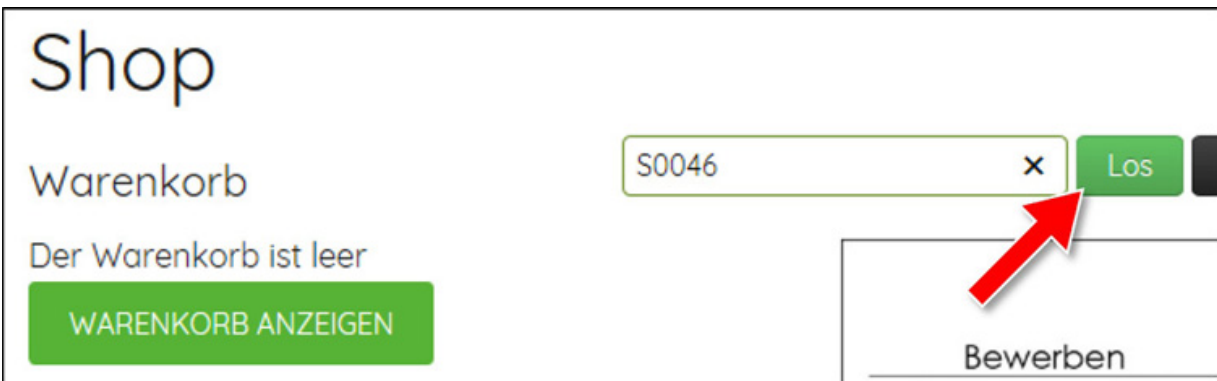 Shop
Warenkorb
S0046
Los
Der Warenkorb ist leer
WARENKORB ANZEIGEN
Bewerben